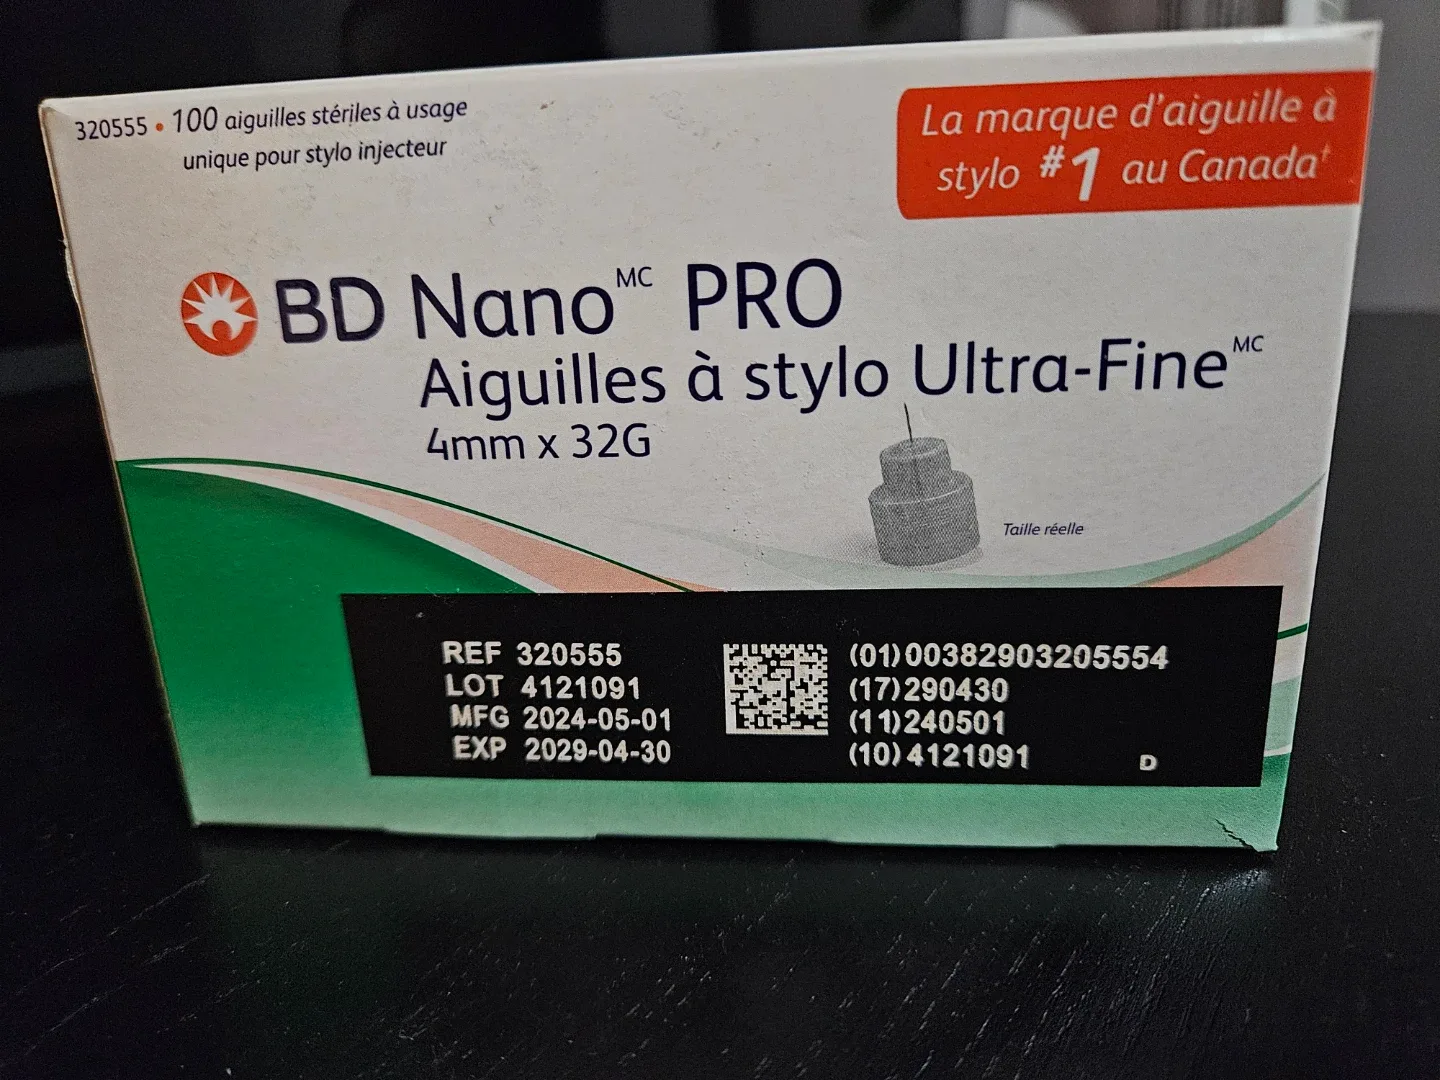 320555 • 100 aiguilles stériles à usage
unique pour stylo injecteur
La marque d'aiguille à
stylo #1 au Canada†
BD Nano MC PRO
Aiguilles à stylo Ultra-Fine MC
4mm x 32G
Taille réelle
REF 320555
LOT 4121091
MFG 2024-05-01
EXP 2029-04-30
(01)00382903205554
(17)290430
(11)240501
(10)4121091
D